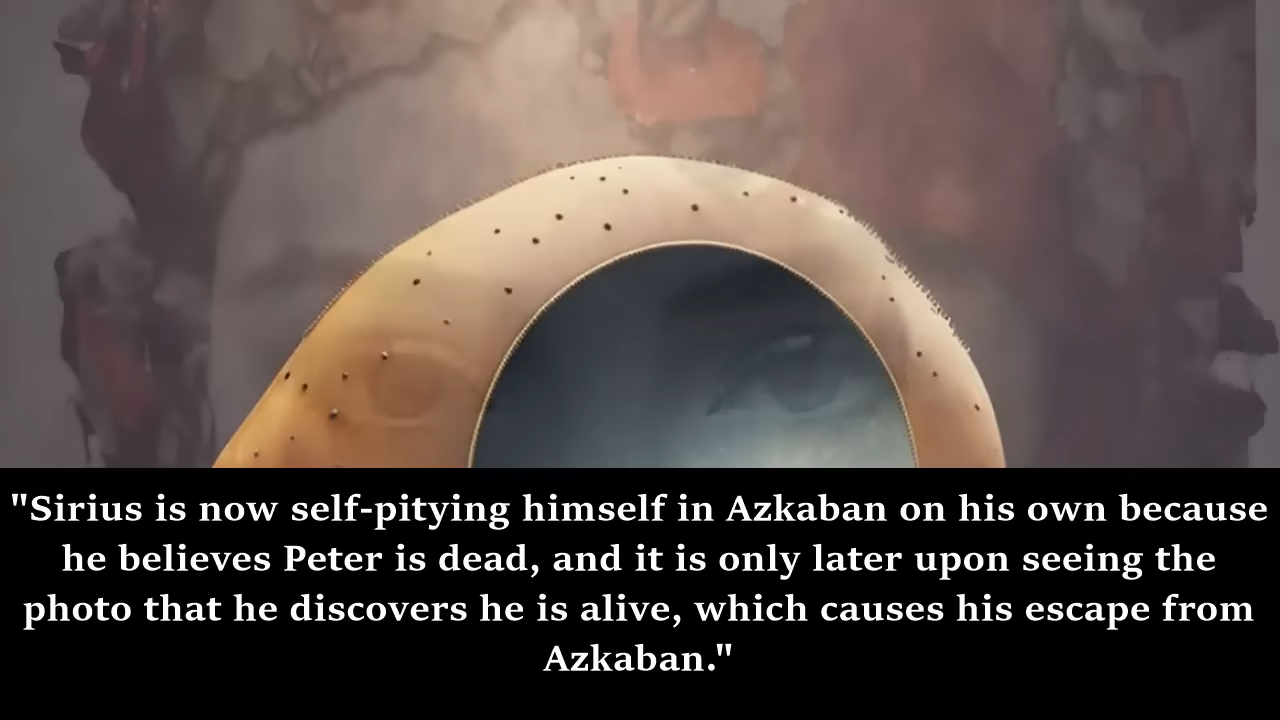 "Sirius is now self-pitying himself in Azkaban on his own because
he believes Peter is dead, and it is only later upon seeing the
photo that he discovers he is alive, which causes his escape from
Azkaban."